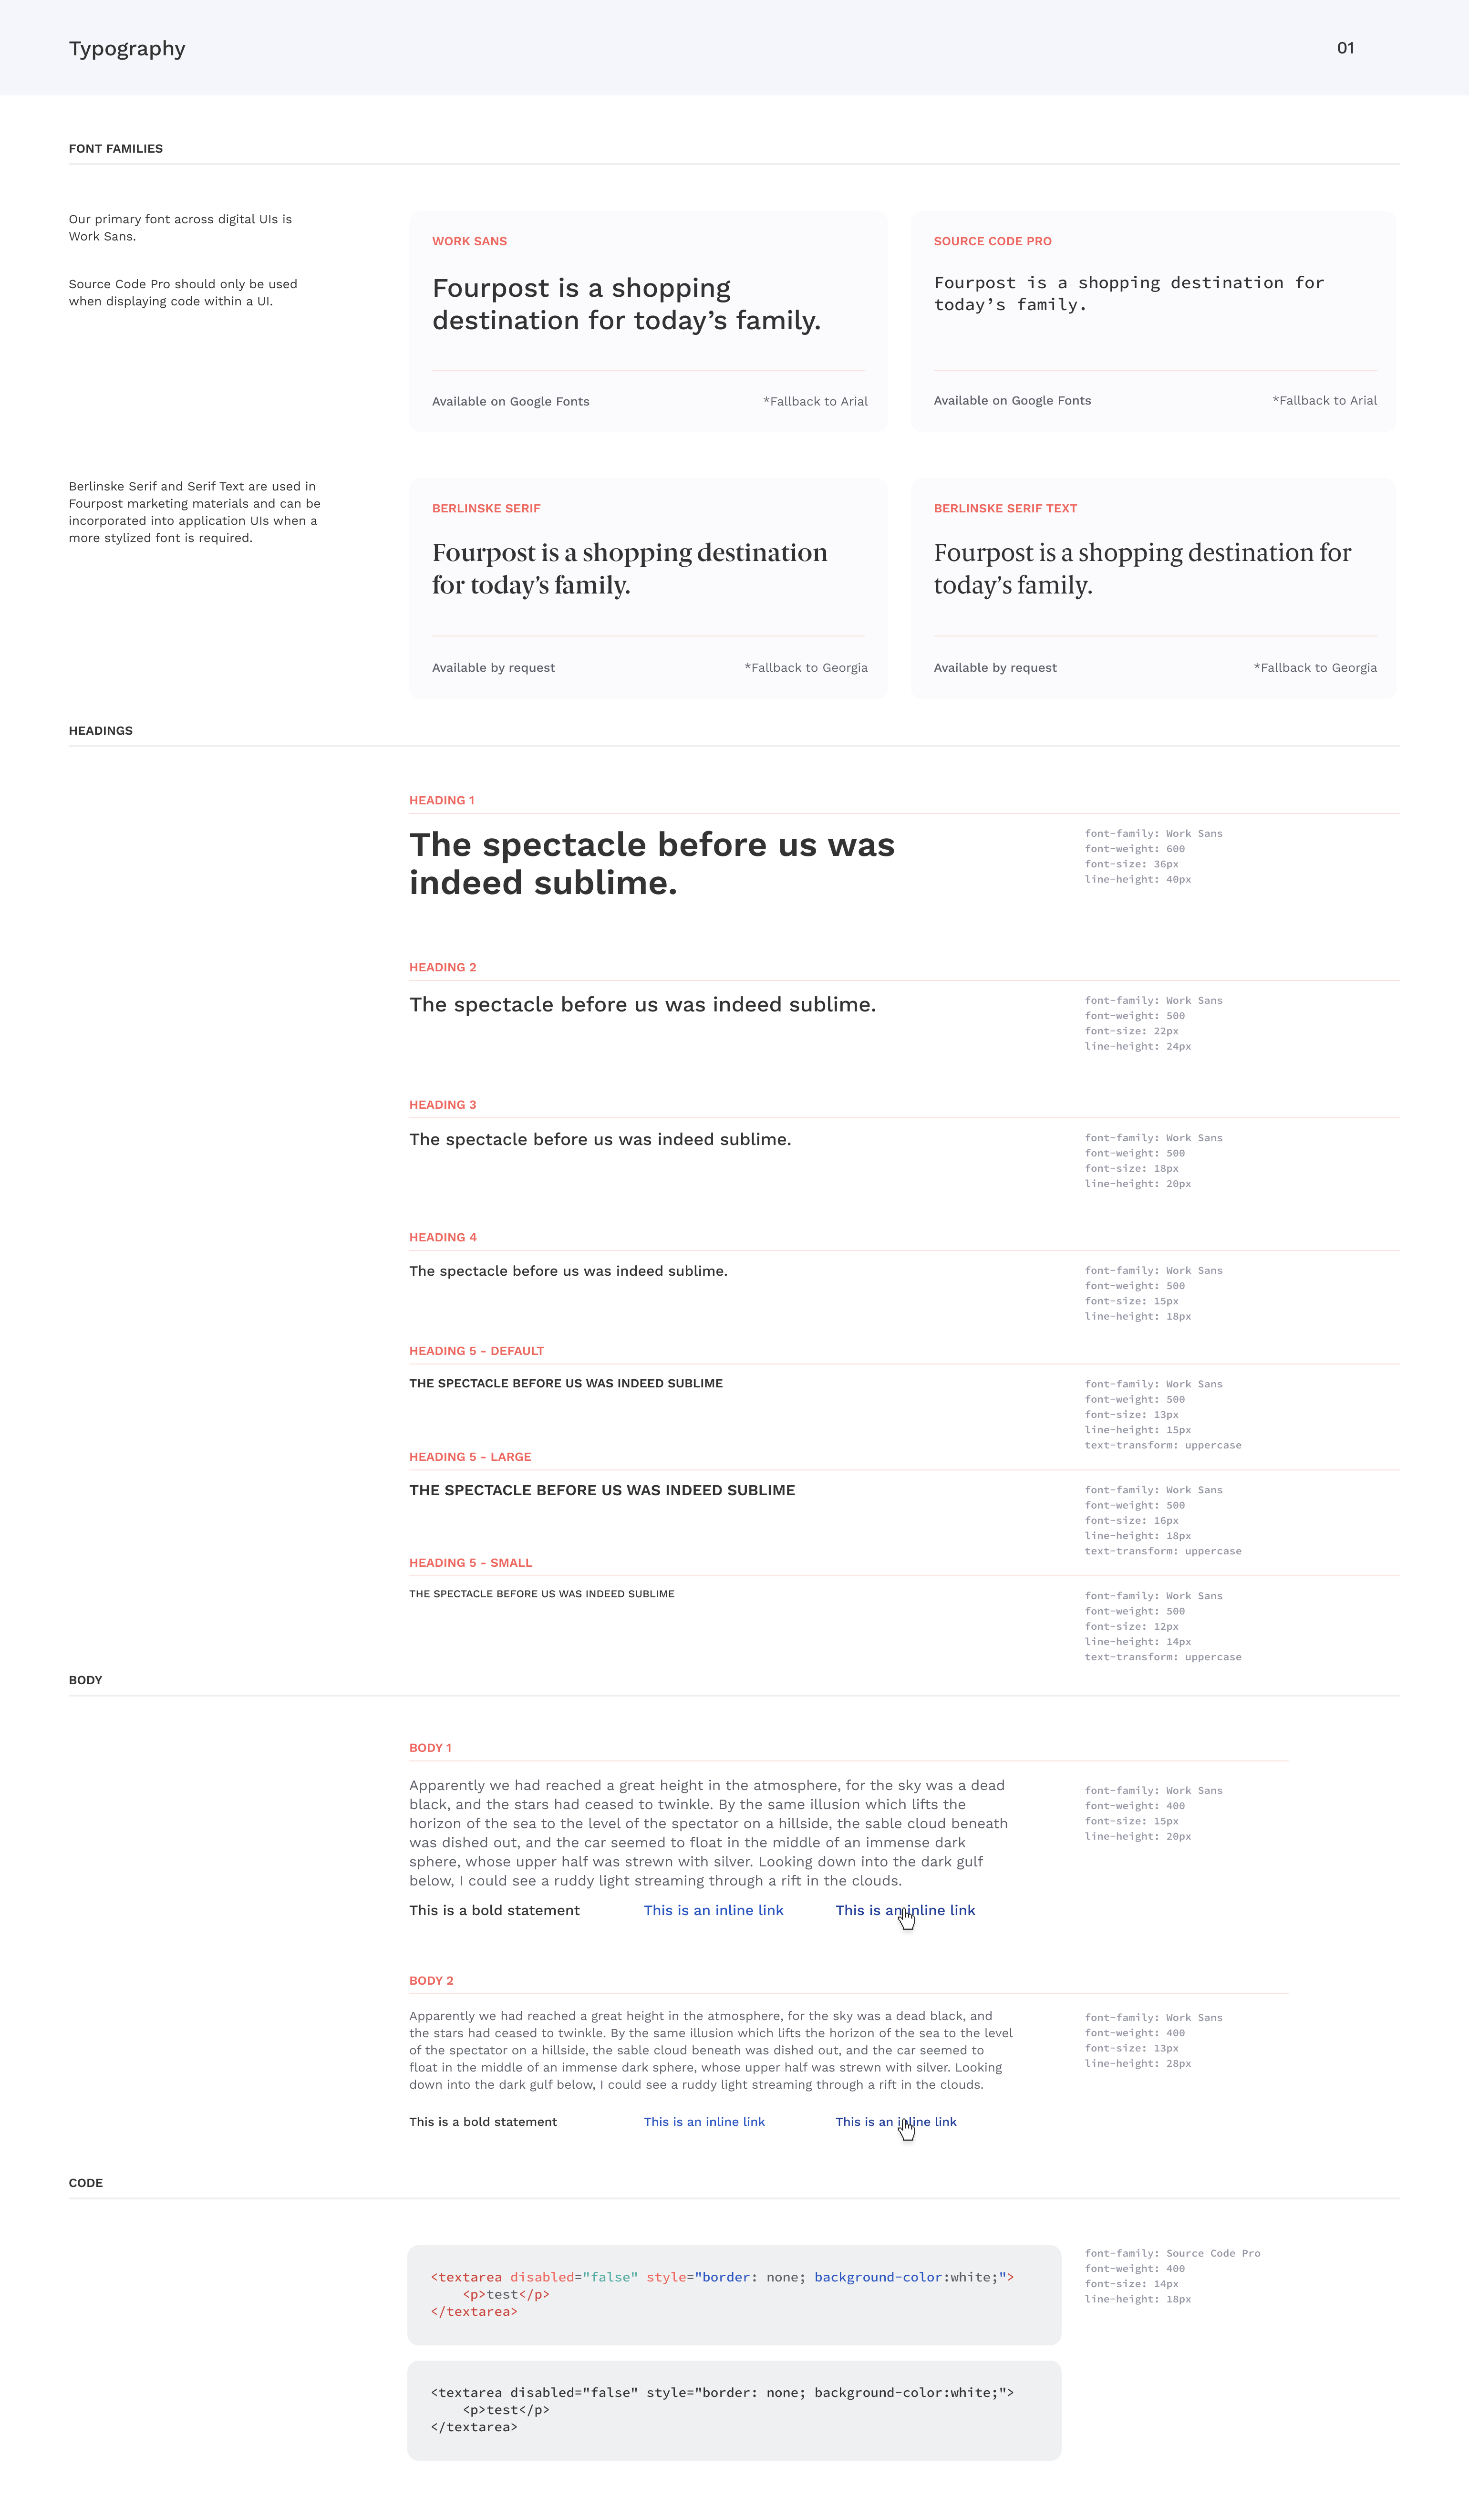 Typography
01
FONT FAMILIES
Our primary font across digital UIs is
Work Sans.
Source Code Pro should only be used
when displaying code within a UI.
WORK SANS
Fourpost is a shopping
destination for today’s family.
Available on Google Fonts
*Fallback to Arial
SOURCE CODE PRO
Fourpost is a shopping destination for
today’s family.
Available on Google Fonts
*Fallback to Arial
Berlinske Serif and Serif Text are used in
Fourpost marketing materials and can be
incorporated into application UIs when a
more stylized font is required.
BERLINSKE SERIF
Fourpost is a shopping destination
for today’s family.
Available by request
*Fallback to Georgia
BERLINSKE SERIF TEXT
Fourpost is a shopping destination for
today’s family.
Available by request
*Fallback to Georgia
HEADINGS
HEADING 1
The spectacle before us was
indeed sublime.
font-family: Work Sans
font-weight: 600
font-size: 36px
line-height: 40px
HEADING 2
The spectacle before us was indeed sublime.
font-family: Work Sans
font-weight: 500
font-size: 22px
line-height: 24px
HEADING 3
The spectacle before us was indeed sublime.
font-family: Work Sans
font-weight: 500
font-size: 18px
line-height: 20px
HEADING 4
The spectacle before us was indeed sublime.
font-family: Work Sans
font-weight: 500
font-size: 15px
line-height: 18px
HEADING 5 - DEFAULT
THE SPECTACLE BEFORE US WAS INDEED SUBLIME
font-family: Work Sans
font-weight: 500
font-size: 13px
line-height: 15px
text-transform: uppercase
HEADING 5 - LARGE
THE SPECTACLE BEFORE US WAS INDEED SUBLIME
font-family: Work Sans
font-weight: 500
font-size: 16px
line-height: 18px
text-transform: uppercase
HEADING 5 - SMALL
THE SPECTACLE BEFORE US WAS INDEED SUBLIME
font-family: Work Sans
font-weight: 500
font-size: 12px
line-height: 14px
text-transform: uppercase
BODY
BODY 1
Apparently we had reached a great height in the atmosphere, for the sky was a dead
black, and the stars had ceased to twinkle. By the same illusion which lifts the
horizon of the sea to the level of the spectator on a hillside, the sable cloud beneath
was dished out, and the car seemed to float in the middle of an immense dark
sphere, whose upper half was strewn with silver. Looking down into the dark gulf
below, I could see a ruddy light streaming through a rift in the clouds.
font-family: Work Sans
font-weight: 400
font-size: 15px
line-height: 20px
This is a bold statement
This is an inline link
This is an inline link
BODY 2
Apparently we had reached a great height in the atmosphere, for the sky was a dead black, and
the stars had ceased to twinkle. By the same illusion which lifts the horizon of the sea to the level
of the spectator on a hillside, the sable cloud beneath was dished out, and the car seemed to
float in the middle of an immense dark sphere, whose upper half was strewn with silver. Looking
down into the dark gulf below, I could see a ruddy light streaming through a rift in the clouds.
font-family: Work Sans
font-weight: 400
font-size: 13px
line-height: 28px
This is a bold statement
This is an inline link
This is an inline link
CODE
<textarea disabled="false" style="border: none; background-color:white;">
    <p>test</p>
</textarea>
font-family: Source Code Pro
font-weight: 400
font-size: 14px
line-height: 18px
<textarea disabled="false" style="border: none; background-color:white;">
    <p>test</p>
</textarea>